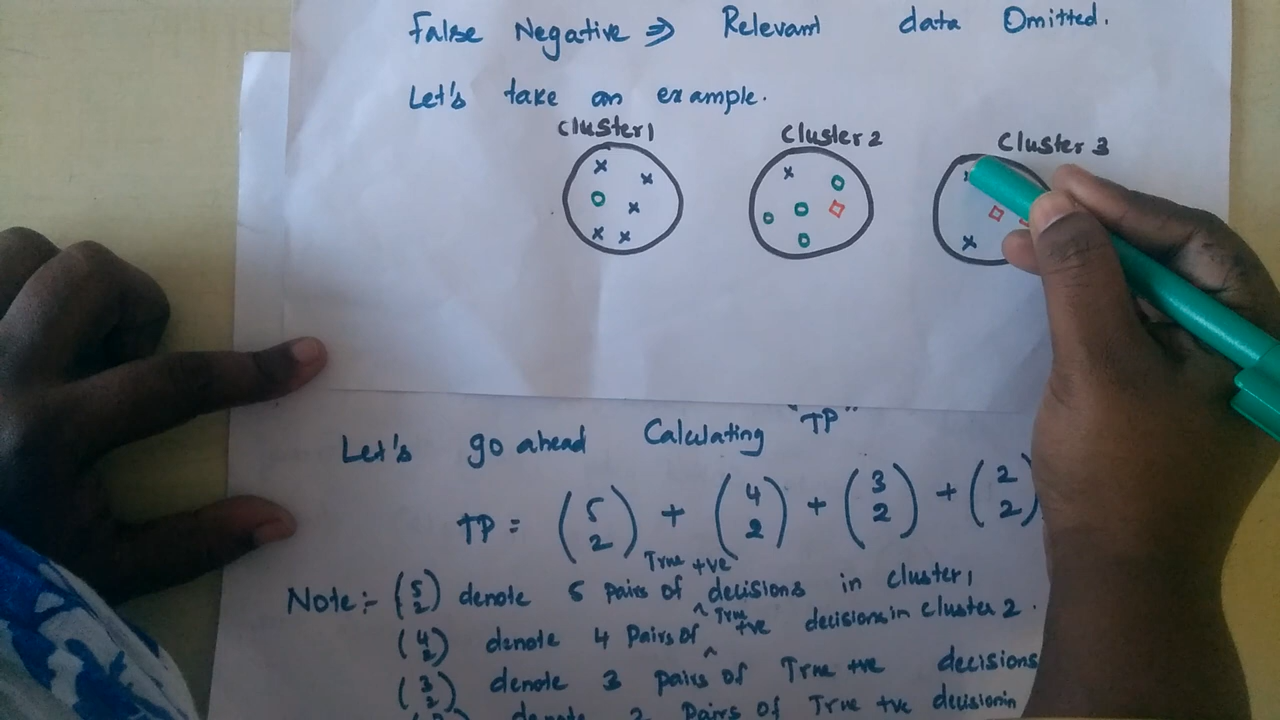 False Negative ⇒ Relevant data Omitted.
Let's take an example.
Cluster 1 Cluster 2 Cluster 3
Let's go ahead Calculating "TP"
TP = (5 2) + (4 2) + (3 2) + (2 2)
Note:- (5 2) denote 5 pairs of True +ve decisions in cluster 1
(4 2) denote 4 Pairs of True +ve decisions in cluster 2.
(3 2) denote 3 pairs of True +ve decisions
denote 2 Pairs of True +ve decision in